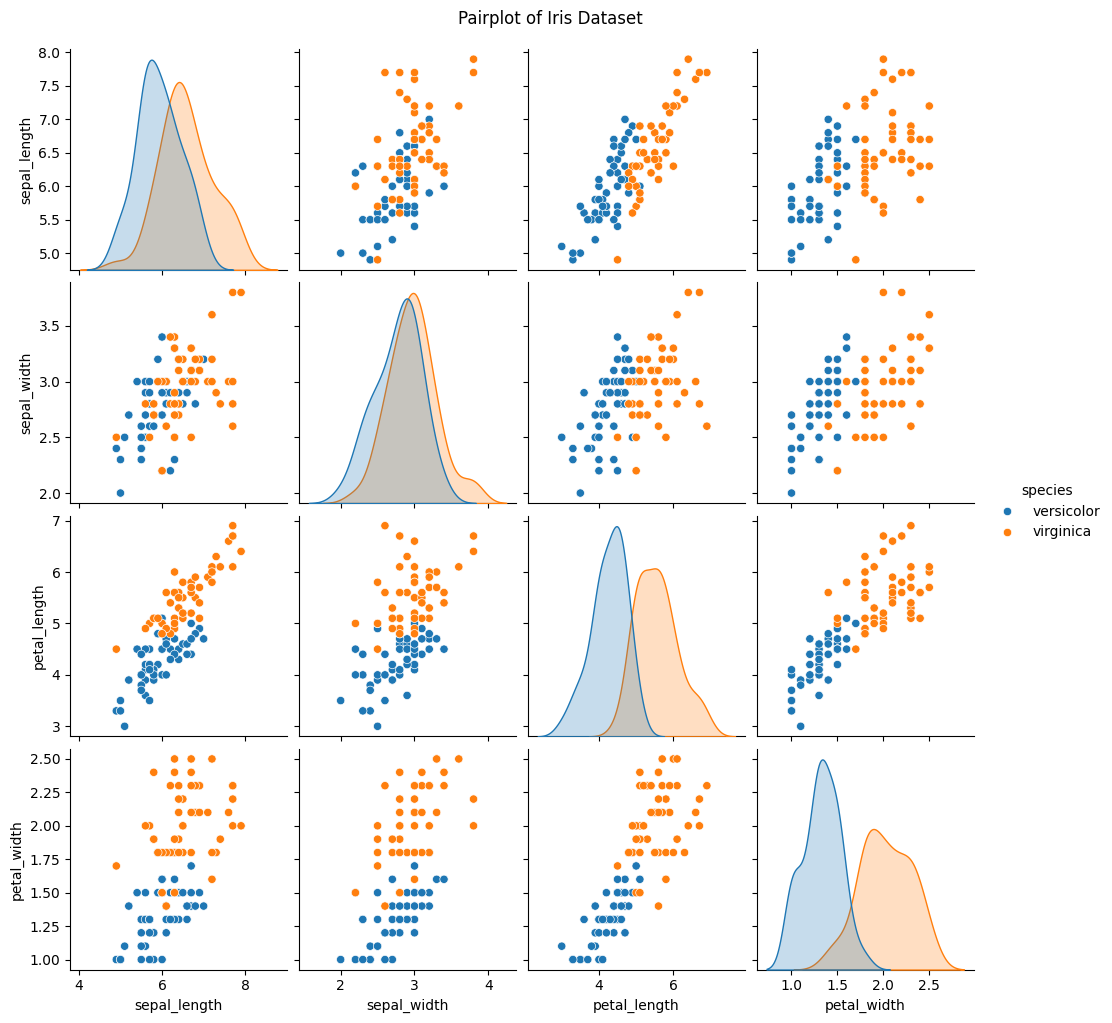 Pairplot of Iris Dataset
sepal_length
8.0
7.5
7.0
6.5
6.0
5.5
5.0
sepal_width
3.5
3.0
2.5
2.0
species
versicolor
virginica
petal_length
7
6
5
4
3
petal_width
2.50
2.25
2.00
1.75
1.50
1.25
1.00
4 6 8 2 3 4 4 6 1.0 1.5 2.0 2.5
sepal_length sepal_width petal_length petal_width